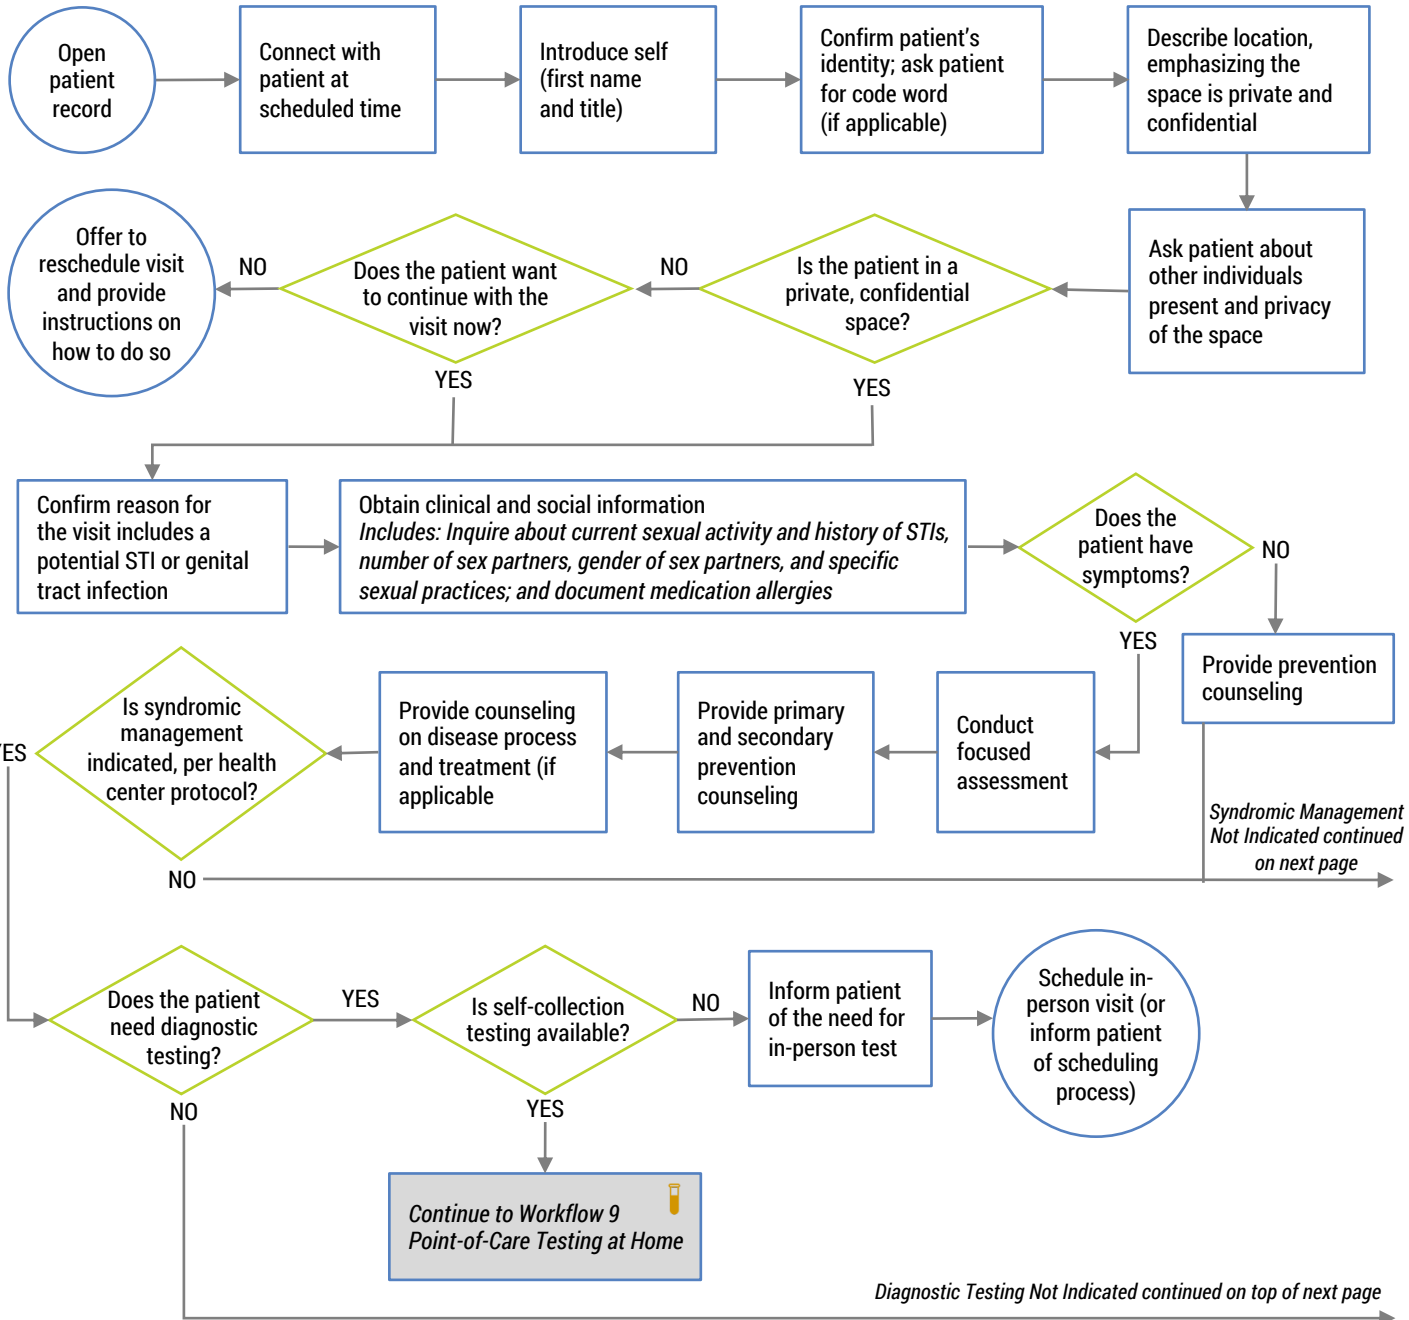 Open
patient
record
Connect with
patient at
scheduled time
Introduce self
(first name
and title)
Confirm patient's
identity; ask patient
for code word
(if applicable)
Describe location,
emphasizing the
space is private and
confidential
Ask patient about
other individuals
present and privacy
of the space
Is the patient in a
private, confidential
space?
NO
YES
Does the patient want
to continue with the
visit now?
NO
YES
Offer to
reschedule visit
and provide
instructions on
how to do so
Confirm reason for
the visit includes a
potential STI or genital
tract infection
Obtain clinical and social information
Includes: Inquire about current sexual activity and history of STIs,
number of sex partners, gender of sex partners, and specific
sexual practices; and document medication allergies
Does the
patient have
symptoms?
NO
YES
Provide prevention
counseling
Conduct
focused
assessment
Provide primary
and secondary
prevention
counseling
Provide counseling
on disease process
and treatment (if
applicable
Is syndromic
management
indicated, per health
center protocol?
YES
NO
Syndromic Management
Not Indicated continued
on next page
Does the patient
need diagnostic
testing?
YES
NO
Is self-collection
testing available?
NO
YES
Inform patient
of the need for
in-person test
Schedule in-
person visit (or
inform patient
of scheduling
process)
Continue to Workflow 9
Point-of-Care Testing at Home
Diagnostic Testing Not Indicated continued on top of next page